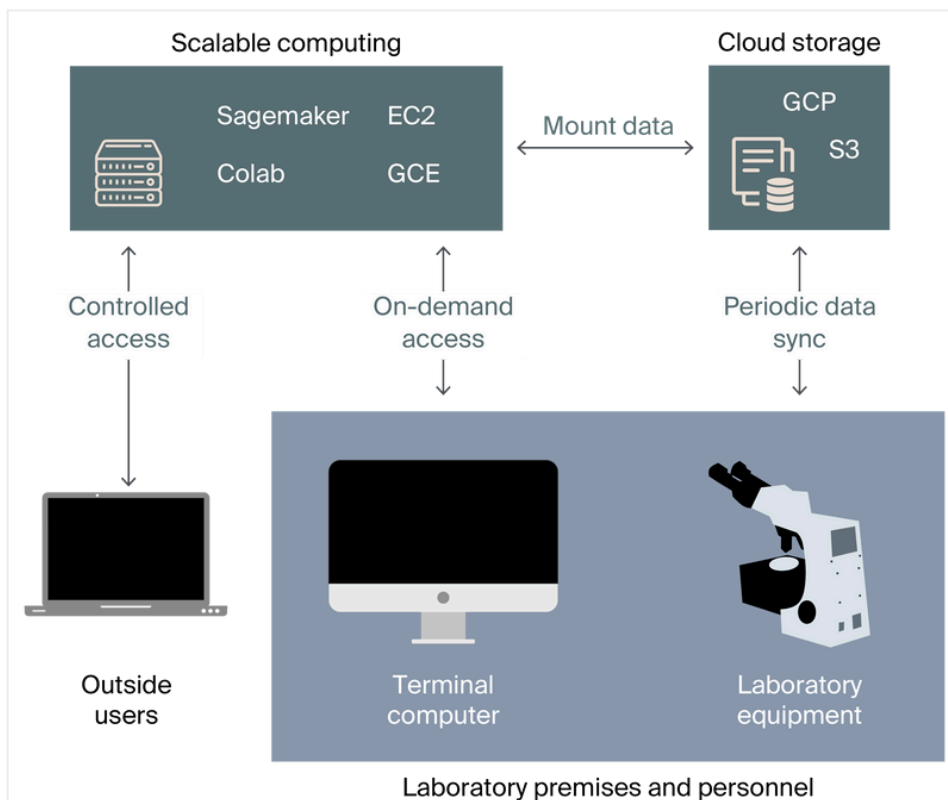 Scalable computing
Cloud storage
Sagemaker EC2
Colab GCE
GCP
S3
Mount data
Controlled
access
On-demand
access
Periodic data
sync
Outside
users
Terminal
computer
Laboratory
equipment
Laboratory premises and personnel